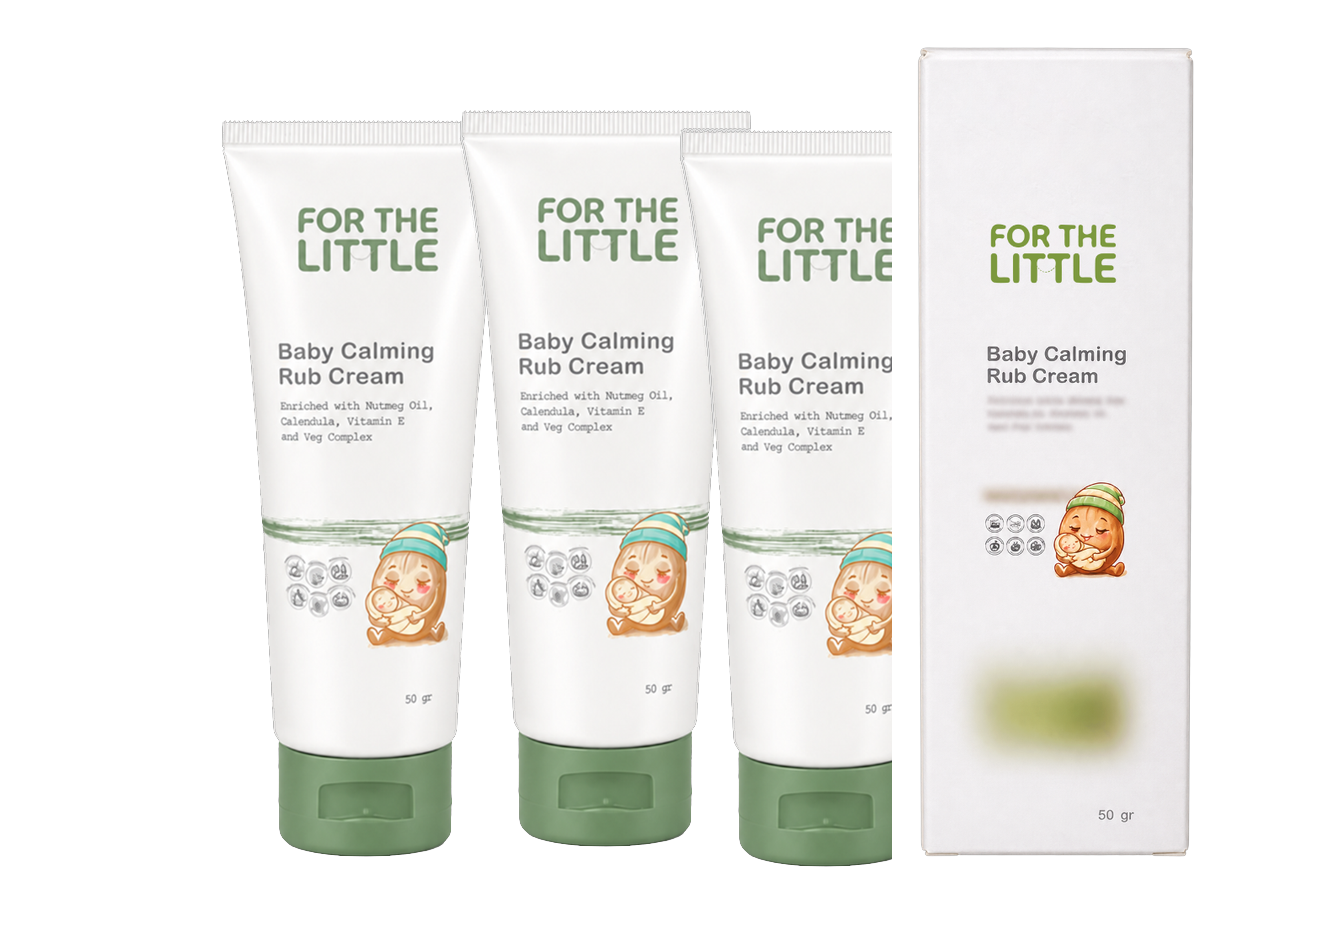 FOR THE
LITTLE
Baby Calming
Rub Cream
Enriched with Nutmeg Oil,
Calendula, Vitamin E
and Veg Complex
50 gr
FOR THE
LITTLE
Baby Calming
Rub Cream
Enriched with Nutmeg Oil,
Calendula, Vitamin E
and Veg Complex
50 gr
FOR THE
LITTLE
Baby Calming
Rub Cream
Enriched with Nutmeg Oil,
Calendula, Vitamin E
and Veg Complex
50 gr
FOR THE
LITTLE
Baby Calming
Rub Cream
50 gr